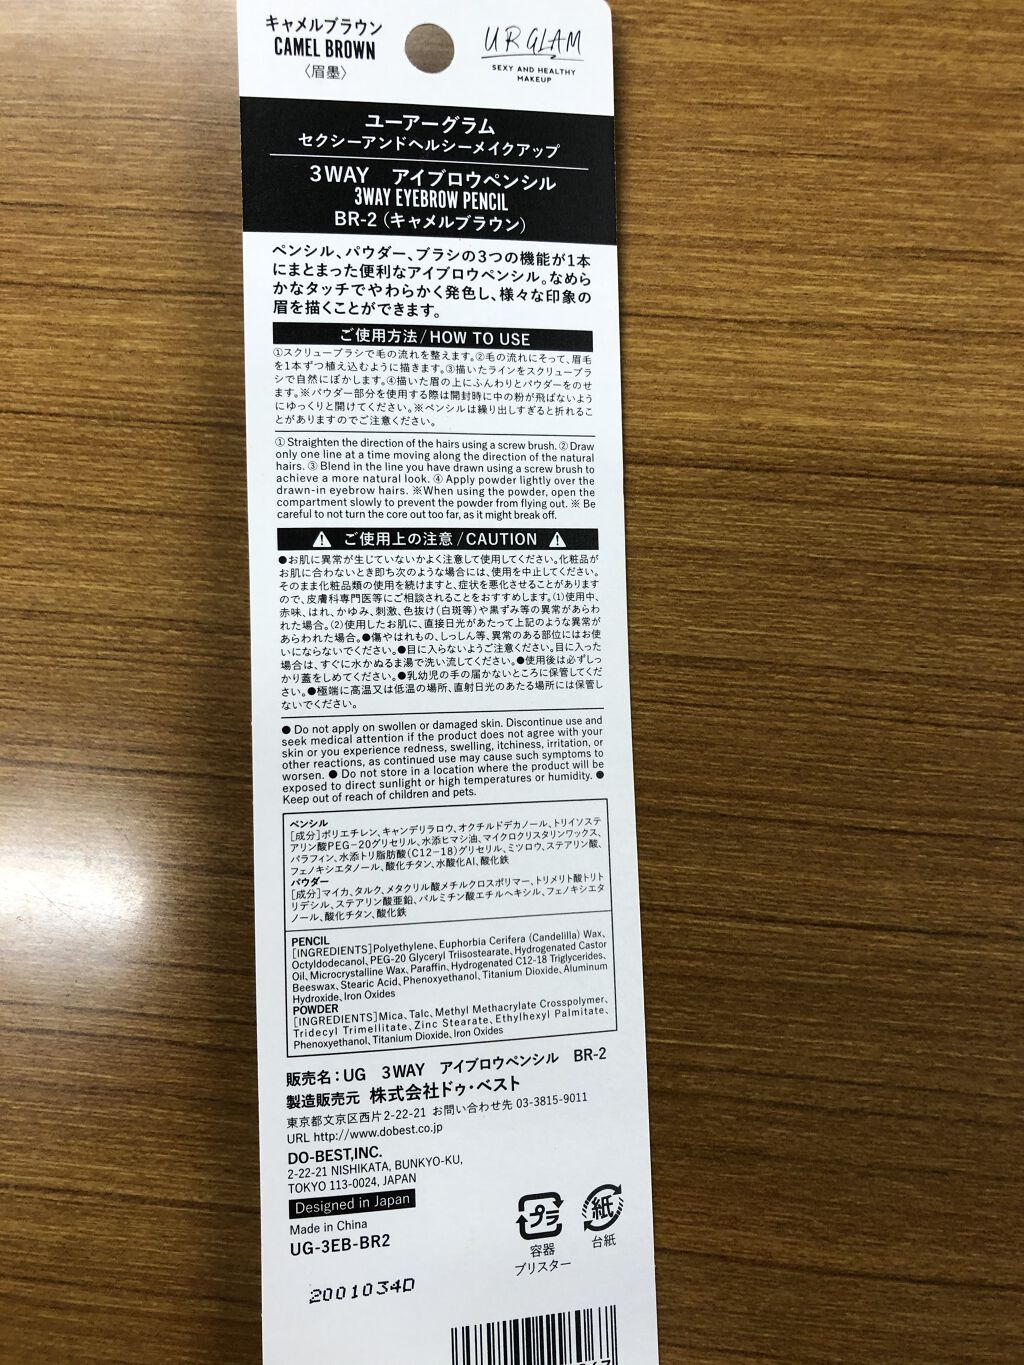 キャメルブラウン
CAMEL BROWN
〈眉墨〉
UR GLAM
SEXY AND HEALTHY
MAKEUP
ユーアーグラム
セクシーアンドヘルシーメイクアップ
3WAY アイブロウペンシル
3WAY EYEBROW PENCIL
BR-2（キャメルブラウン）
ペンシル、パウダー、ブラシの3つの機能が1本
にまとまった便利なアイブロウペンシル。なめら
かなタッチでやわらかく発色し、様々な印象の
眉を描くことができます。
ご使用方法/HOW TO USE
①スクリューブラシで毛の流れを整えます。②毛の流れにそって、眉毛
を1本ずつ植え込むように描きます。③描いたラインをスクリューブラ
シで自然にぼかします。④描いた眉の上にふんわりとパウダーをのせ
ます。※パウダー部分を使用する際は開封時に中の粉が飛ばないよう
にゆっくりと開けてください。※ペンシルは繰り出しすぎると折れるこ
とがありますのでご注意ください。
① Straighten the direction of the hairs using a screw brush. ② Draw
only one line at a time moving along the direction of the natural
hairs. ③ Blend in the line you have drawn using a screw brush to
achieve a more natural look. ④ Apply powder lightly over the
drawn-in eyebrow hairs. ※When using the powder, open the
compartment slowly to prevent the powder from flying out. ※ Be
careful to not turn the core out too far, as it might break off.
⚠ ご使用上の注意/CAUTION ⚠
●お肌に異常が生じていないかよく注意して使用してください。化粧品が
お肌に合わないとき即ち次のような場合には、使用を中止してください。
そのまま化粧品類の使用を続けますと、症状を悪化させることがあります
ので、皮膚科専門医等にご相談されることをおすすめします。(1)使用中、
赤味、はれ、かゆみ、刺激、色抜け(白斑等)や黒ずみ等の異常があらわ
れた場合。(2)使用したお肌に、直接日光があたって上記のような異常が
あらわれた場合。●傷やはれもの、しっしん等、異常のある部位にはお使
いにならないでください。●目に入らないようご注意ください。目に入った
場合は、すぐに水かぬるま湯で洗い流してください。●使用後は必ずしっ
かり蓋をしめてください。●乳幼児の手の届かないところに保管してくだ
さい。●極端に高温又は低温の場所、直射日光のあたる場所には保管し
ないでください。
● Do not apply on swollen or damaged skin. Discontinue use and
seek medical attention if the product does not agree with your
skin or you experience redness, swelling, itchiness, irritation, or
other reactions, as continued use may cause such symptoms to
worsen. ● Do not store in a location where the product will be
exposed to direct sunlight or high temperatures or humidity. ●
Keep out of reach of children and pets.
ペンシル
[成分]ポリエチレン、キャンデリラロウ、オクチルドデカノール、トリイソステ
アリン酸PEG-20グリセリル、水添ヒマシ油、マイクロクリスタリンワックス、
パラフィン、水添トリ脂肪酸(C12-18)グリセリル、ミツロウ、ステアリン酸、
フェノキシエタノール、酸化チタン、水酸化Al、酸化鉄
パウダー
[成分]マイカ、タルク、メタクリル酸メチルクロスポリマー、トリメリト酸トリト
リデシル、ステアリン酸亜鉛、パルミチン酸エチルヘキシル、フェノキシエタ
ノール、酸化チタン、酸化鉄
PENCIL
[INGREDIENTS]Polyethylene、Euphorbia Cerifera (Candelilla) Wax、
Octyldodecanol、PEG-20 Glyceryl Triisostearate、Hydrogenated Castor
Oil、Microcrystalline Wax、Paraffin、Hydrogenated C12-18 Triglycerides、
Beeswax、Stearic Acid、Phenoxyethanol、Titanium Dioxide、Aluminum
Hydroxide、Iron Oxides
POWDER
[INGREDIENTS]Mica、Talc、Methyl Methacrylate Crosspolymer、
Tridecyl Trimellitate、Zinc Stearate、Ethylhexyl Palmitate、
Phenoxyethanol、Titanium Dioxide、Iron Oxides
販売名：UG 3WAY アイブロウペンシル BR-2
製造販売元 株式会社ドゥ・ベスト
東京都文京区西片2-22-21 お問い合わせ先 03-3815-9011
URL http://www.dobest.co.jp
DO-BEST,INC.
2-22-21 NISHIKATA, BUNKYO-KU,
TOKYO 113-0024, JAPAN
Designed in Japan
Made in China
UG-3EB-BR2
プラ
容器
ブリスター
紙
台紙
2001034D